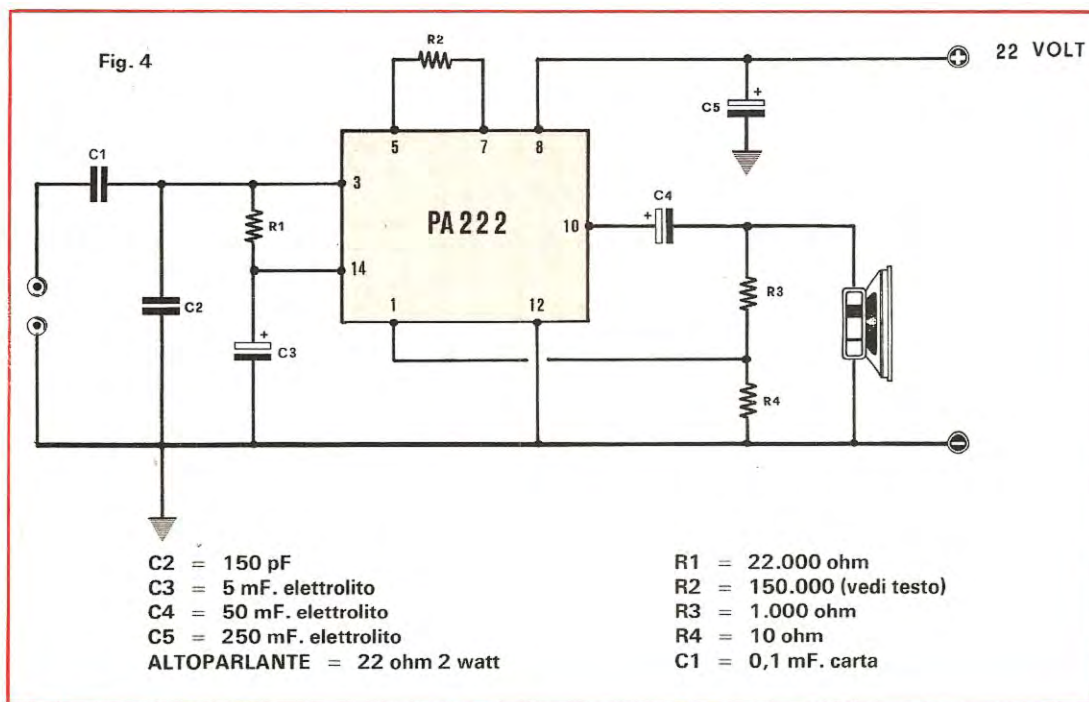 Fig. 4
R2
22 VOLT
C5
+
5
7
8
C1
3
PA222
C4
+
10
R1
14
R3
C2
1
12
+
C3
R4
C2 = 150 pF
C3 = 5 mF. elettrolito
C4 = 50 mF. elettrolito
C5 = 250 mF. elettrolito
ALTOPARLANTE = 22 ohm 2 watt
R1 = 22.000 ohm
R2 = 150.000 (vedi testo)
R3 = 1.000 ohm
R4 = 10 ohm
C1 = 0,1 mF. carta